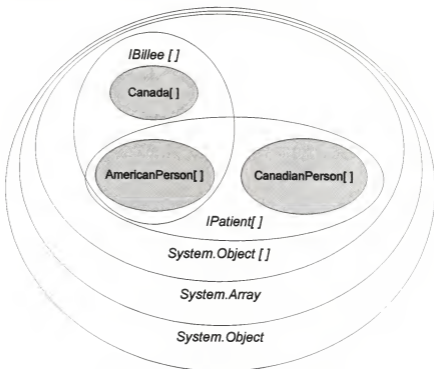 IBillee [ ]
Canada[ ]
AmericanPerson[ ]
CanadianPerson[ ]
IPatient[ ]
System.Object [ ]
System.Array
System.Object